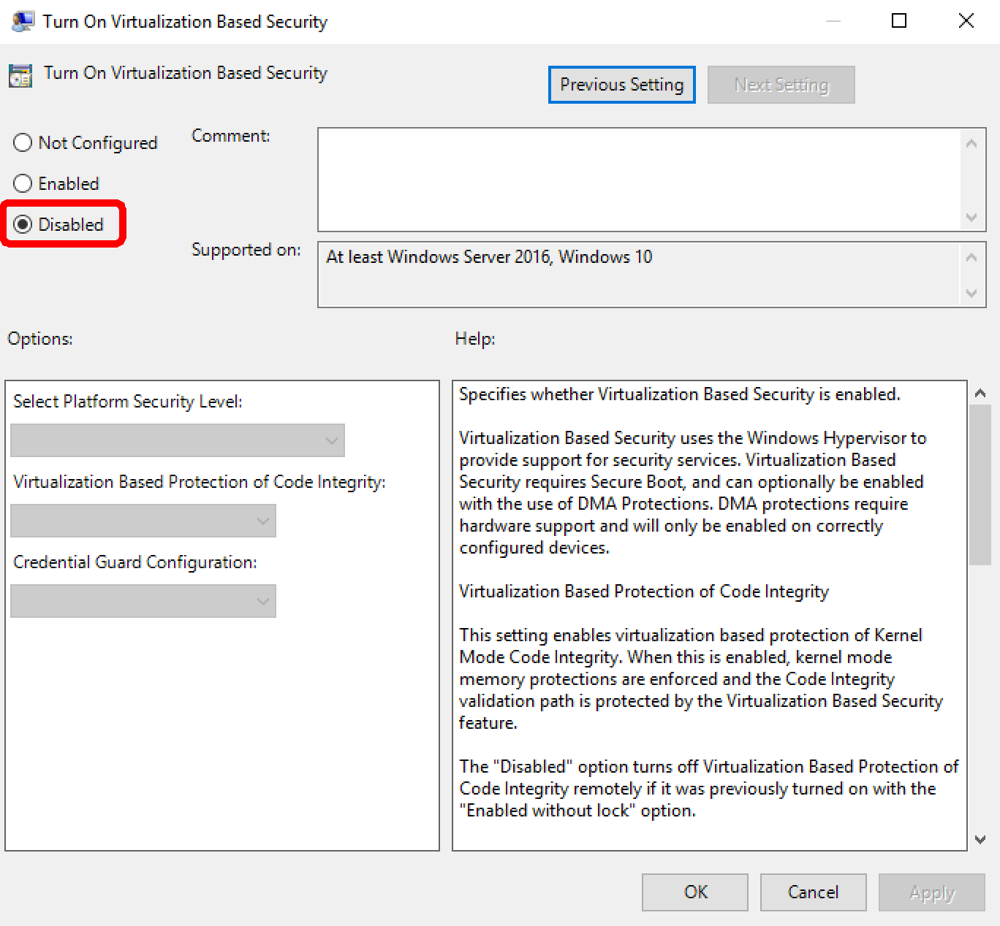 Turn On Virtualization Based Security
Turn On Virtualization Based Security
Previous Setting
Next Setting
Not Configured
Comment:
Enabled
Disabled
Supported on:
At least Windows Server 2016, Windows 10
Options:
Help:
Select Platform Security Level:
Virtualization Based Protection of Code Integrity:
Credential Guard Configuration:
Specifies whether Virtualization Based Security is enabled.
Virtualization Based Security uses the Windows Hypervisor to
provide support for security services. Virtualization Based
Security requires Secure Boot, and can optionally be enabled
with the use of DMA Protections. DMA protections require
hardware support and will only be enabled on correctly
configured devices.
Virtualization Based Protection of Code Integrity
This setting enables virtualization based protection of Kernel
Mode Code Integrity. When this is enabled, kernel mode
memory protections are enforced and the Code Integrity
validation path is protected by the Virtualization Based Security
feature.
The "Disabled" option turns off Virtualization Based Protection of
Code Integrity remotely if it was previously turned on with the
"Enabled without lock" option.
OK
Cancel
Apply